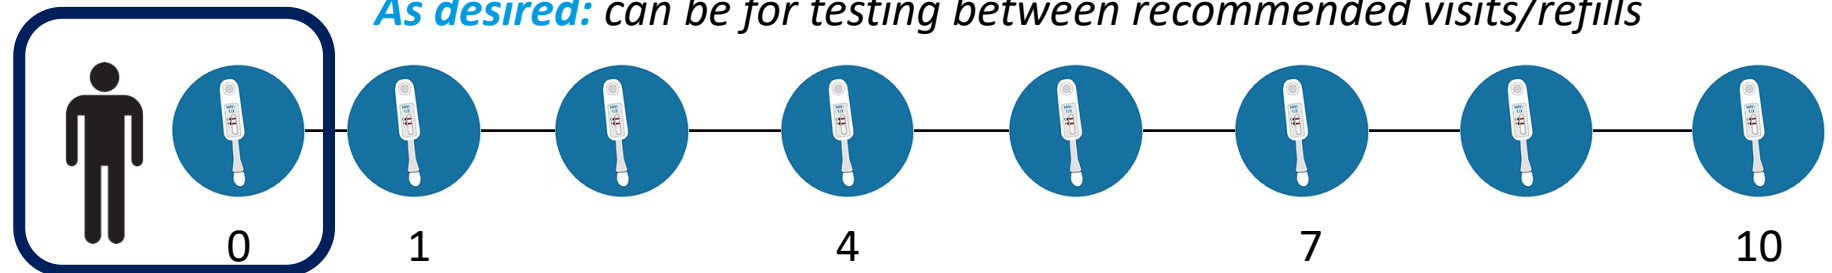 As desired: can be for testing between recommended visits/refills
0 1 4 7 10